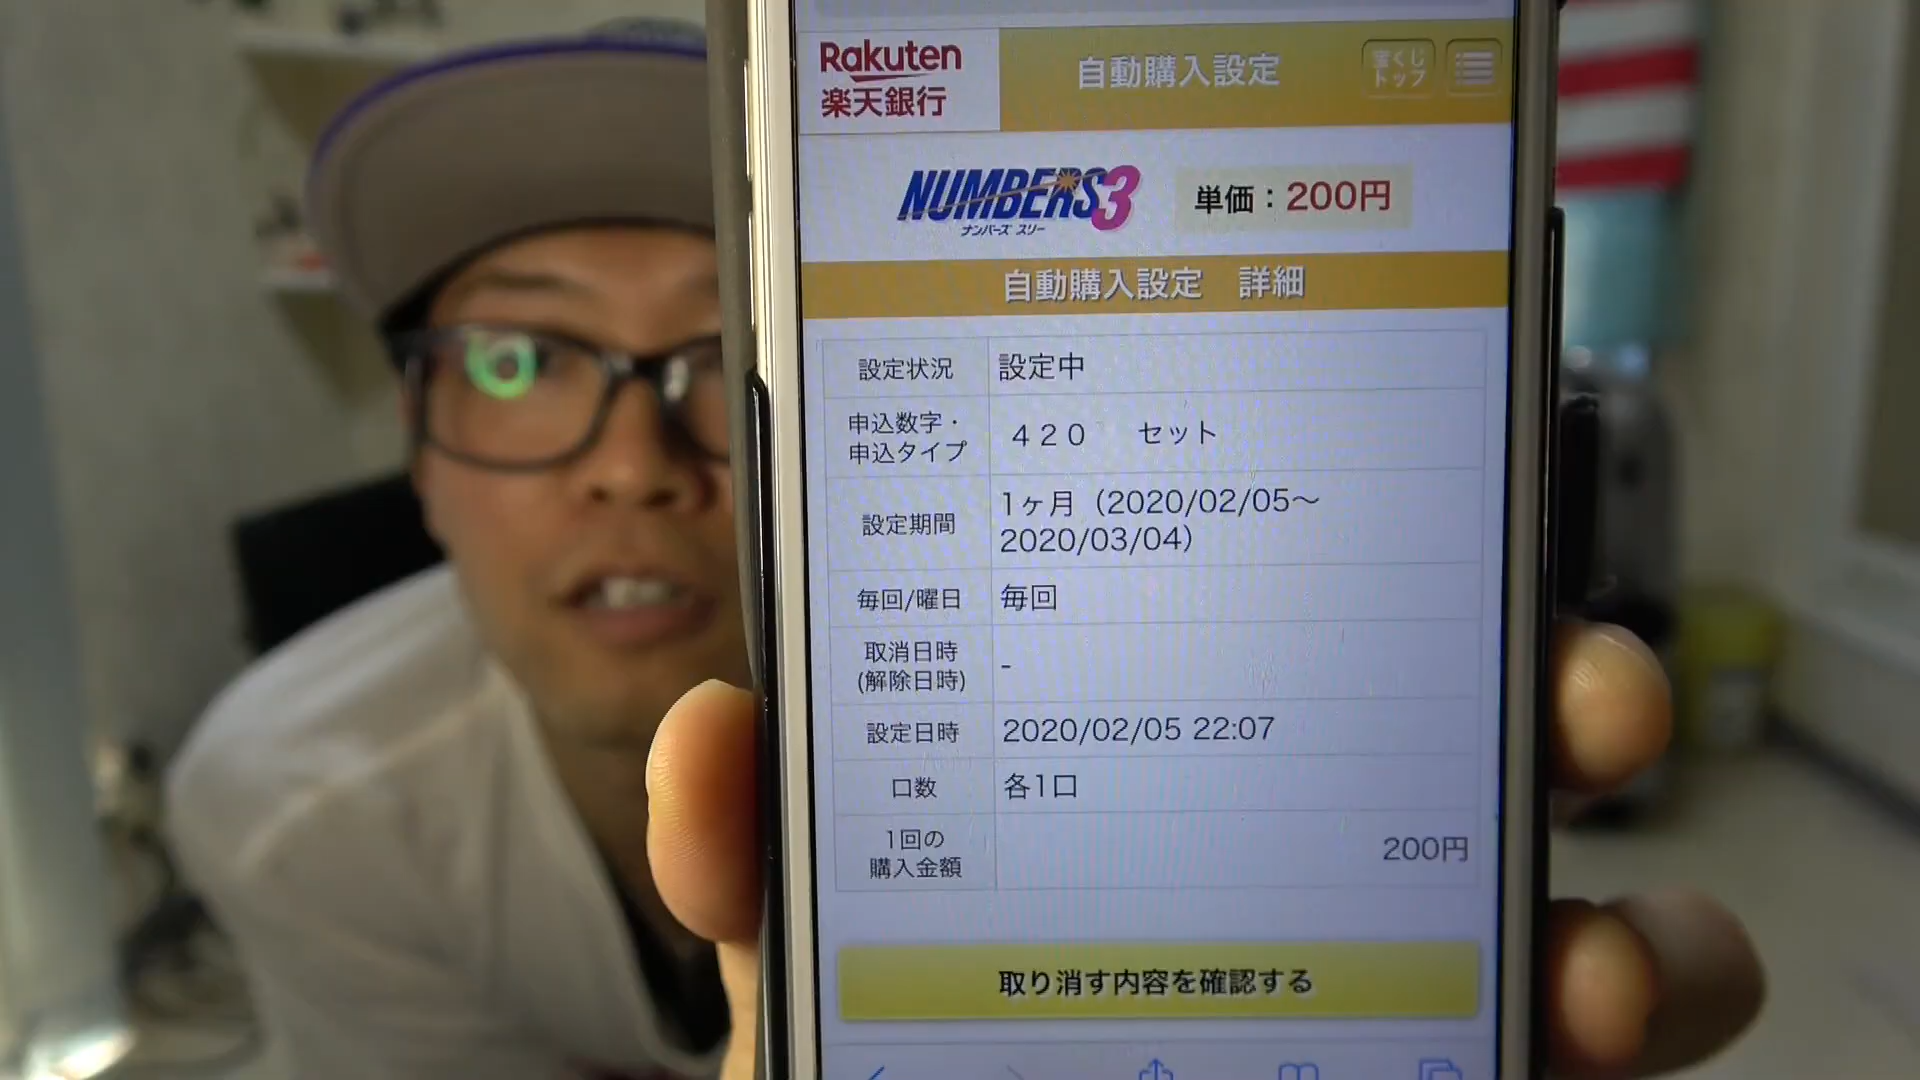 Rakuten
楽天銀行
自動購入設定
宝くじ
トップ
NUMBERS3
ナンバーズ スリー
単価：200円
自動購入設定　詳細
設定状況
設定中
申込数字・
申込タイプ
４２０　セット
設定期間
1ヶ月（2020/02/05〜
2020/03/04）
毎回/曜日
毎回
取消日時
(解除日時)
-
設定日時
2020/02/05 22:07
口数
各1口
1回の
購入金額
200円
取り消す内容を確認する